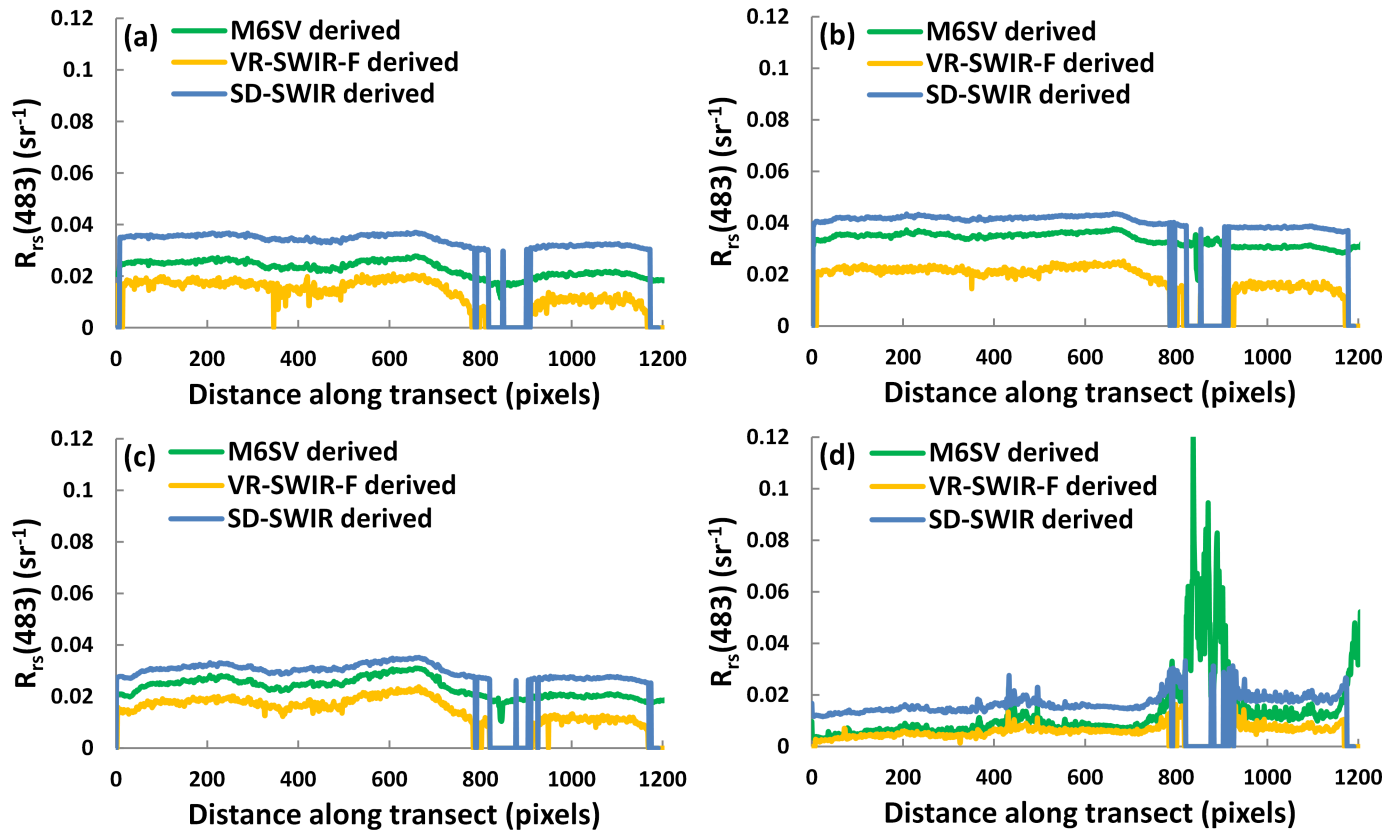 (a)
M6SV derived
VR-SWIR-F derived
SD-SWIR derived
0.12
0.1
0.08
0.06
0.04
0.02
0
Rrs(483) (sr-1)
0 200 400 600 800 1000 1200
Distance along transect (pixels)
(b)
M6SV derived
VR-SWIR-F derived
SD-SWIR derived
0.12
0.1
0.08
0.06
0.04
0.02
0
Rrs(483) (sr-1)
0 200 400 600 800 1000 1200
Distance along transect (pixels)
(c)
M6SV derived
VR-SWIR-F derived
SD-SWIR derived
0.12
0.1
0.08
0.06
0.04
0.02
0
Rrs(483) (sr-1)
0 200 400 600 800 1000 1200
Distance along transect (pixels)
(d)
M6SV derived
VR-SWIR-F derived
SD-SWIR derived
0.12
0.1
0.08
0.06
0.04
0.02
0
Rrs(483) (sr-1)
0 200 400 600 800 1000 1200
Distance along transect (pixels)